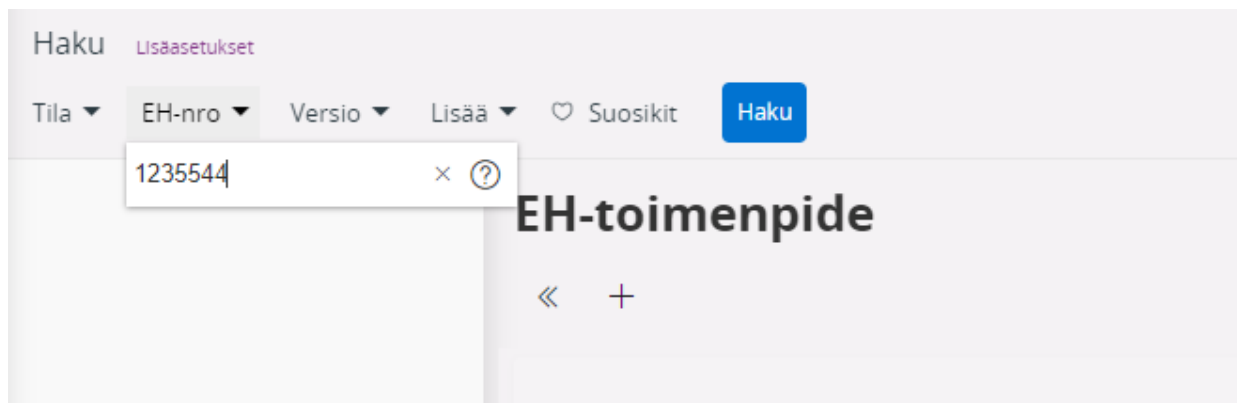 Haku Lisäasetukset
Tila EH-nro Versio Lisää Suosikit Haku
1235544
EH-toimenpide